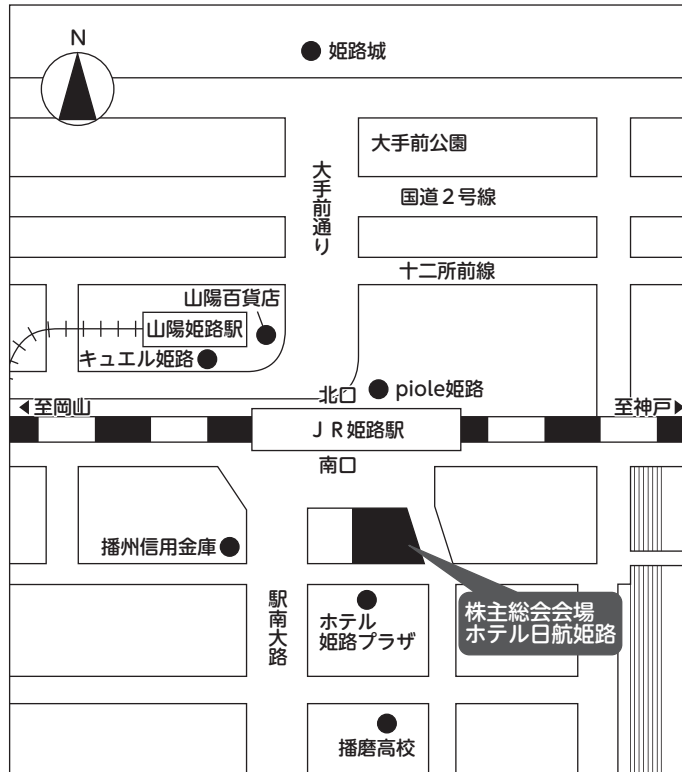 N
姫路城
大手前公園
大手前通り
国道2号線
十二所前線
山陽百貨店
山陽姫路駅
キュエル姫路
北口
piole姫路
至岡山
至神戸
ＪＲ姫路駅
南口
播州信用金庫
駅南大路
ホテル
姫路プラザ
株主総会会場
ホテル日航姫路
播磨高校